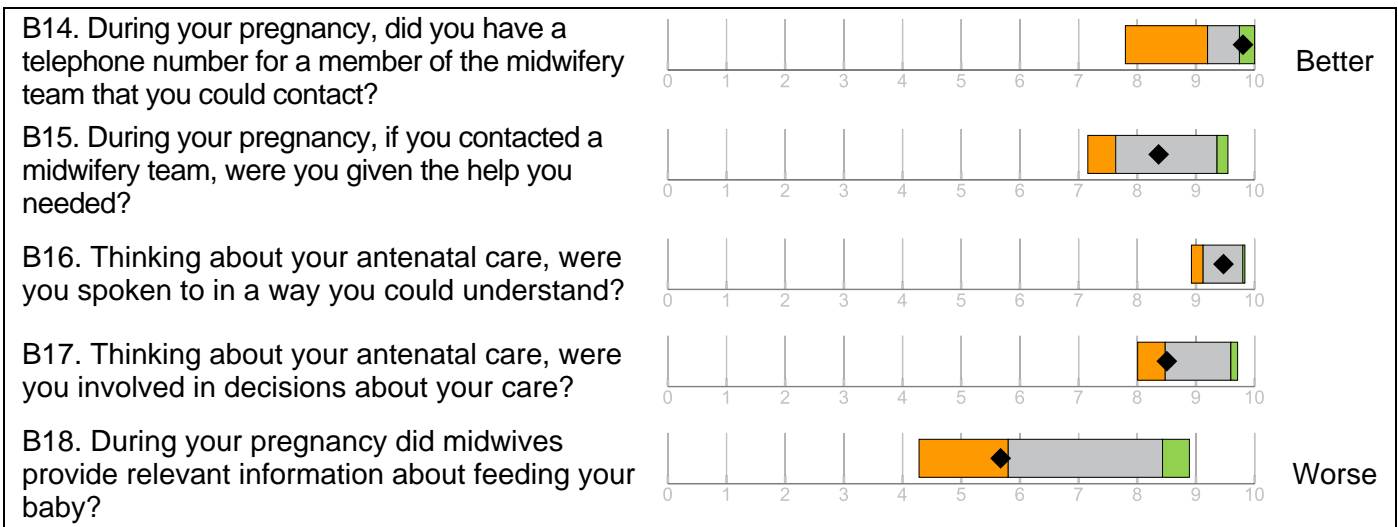 B14. During your pregnancy, did you have a
telephone number for a member of the midwifery
team that you could contact?
0 1 2 3 4 5 6 7 8 9 10
Better
B15. During your pregnancy, if you contacted a
midwifery team, were you given the help you
needed?
0 1 2 3 4 5 6 7 8 9 10
B16. Thinking about your antenatal care, were
you spoken to in a way you could understand?
0 1 2 3 4 5 6 7 8 9 10
B17. Thinking about your antenatal care, were
you involved in decisions about your care?
0 1 2 3 4 5 6 7 8 9 10
B18. During your pregnancy did midwives
provide relevant information about feeding your
baby?
0 1 2 3 4 5 6 7 8 9 10
Worse